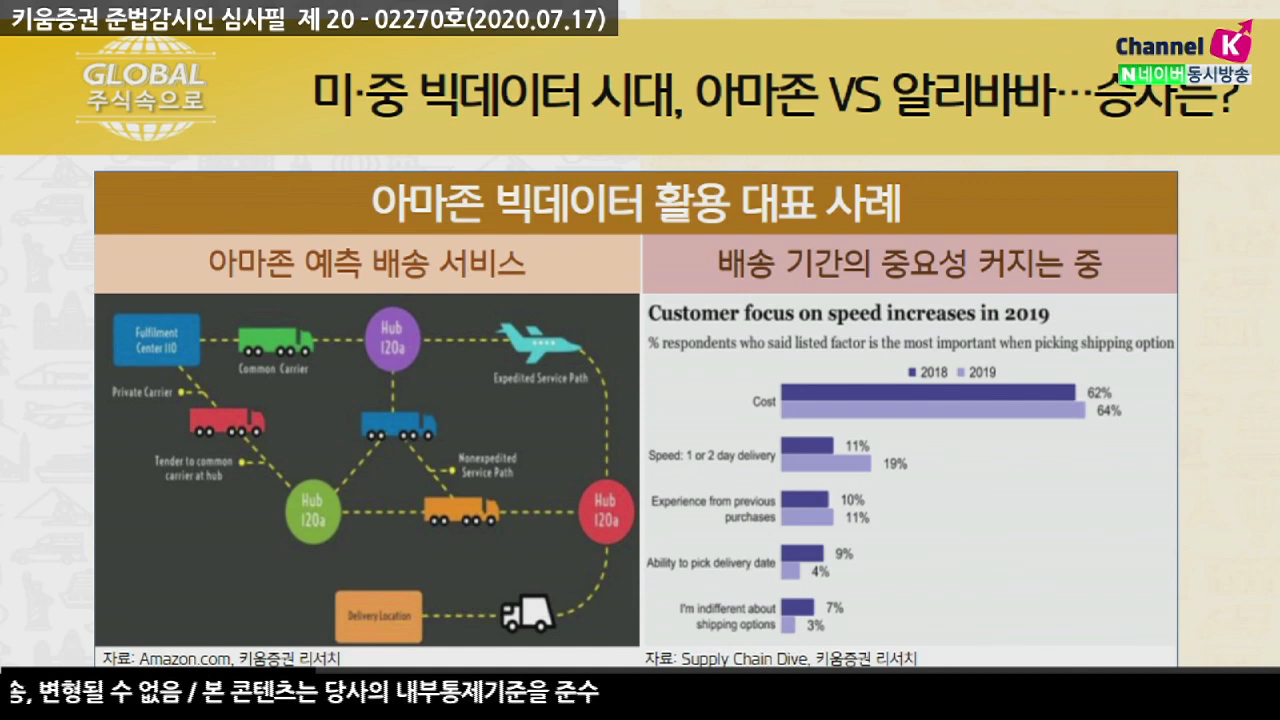 키움증권 준법감시인 심사필 제 20 - 02270호(2020.07.17)
Channel K
N 네이버 동시방송
GLOBAL
주식속으로
미·중 빅데이터 시대, 아마존 VS 알리바바…승자는?
아마존 빅데이터 활용 대표 사례
아마존 예측 배송 서비스
배송 기간의 중요성 커지는 중
Fulfilment
Center 110
Common Carrier
Hub
120a
Expedited Service Path
Private Carrier
Tender to common
carrier at hub
Nonexpedited
Service Path
Hub
120a
Hub
120a
Delivery Location
Customer focus on speed increases in 2019
% respondents who said listed factor is the most important when picking shipping option
2018 2019
Cost
62%
64%
Speed: 1 or 2 day delivery
11%
19%
Experience from previous
purchases
10%
11%
Ability to pick delivery date
9%
4%
I'm indifferent about
shipping options
7%
3%
자료: Amazon.com, 키움증권 리서치
자료: Supply Chain Dive, 키움증권 리서치
송, 변형될 수 없음 / 본 콘텐츠는 당사의 내부통제기준을 준수